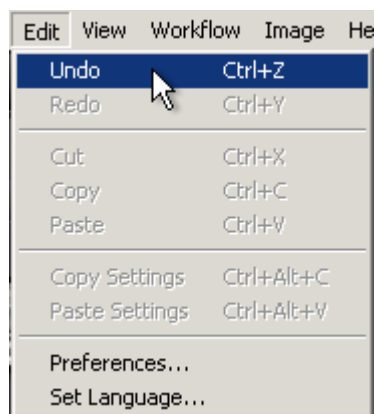 Edit View Workflow Image He
Undo Ctrl+Z
Redo Ctrl+Y
Cut Ctrl+X
Copy Ctrl+C
Paste Ctrl+V
Copy Settings Ctrl+Alt+C
Paste Settings Ctrl+Alt+V
Preferences...
Set Language...